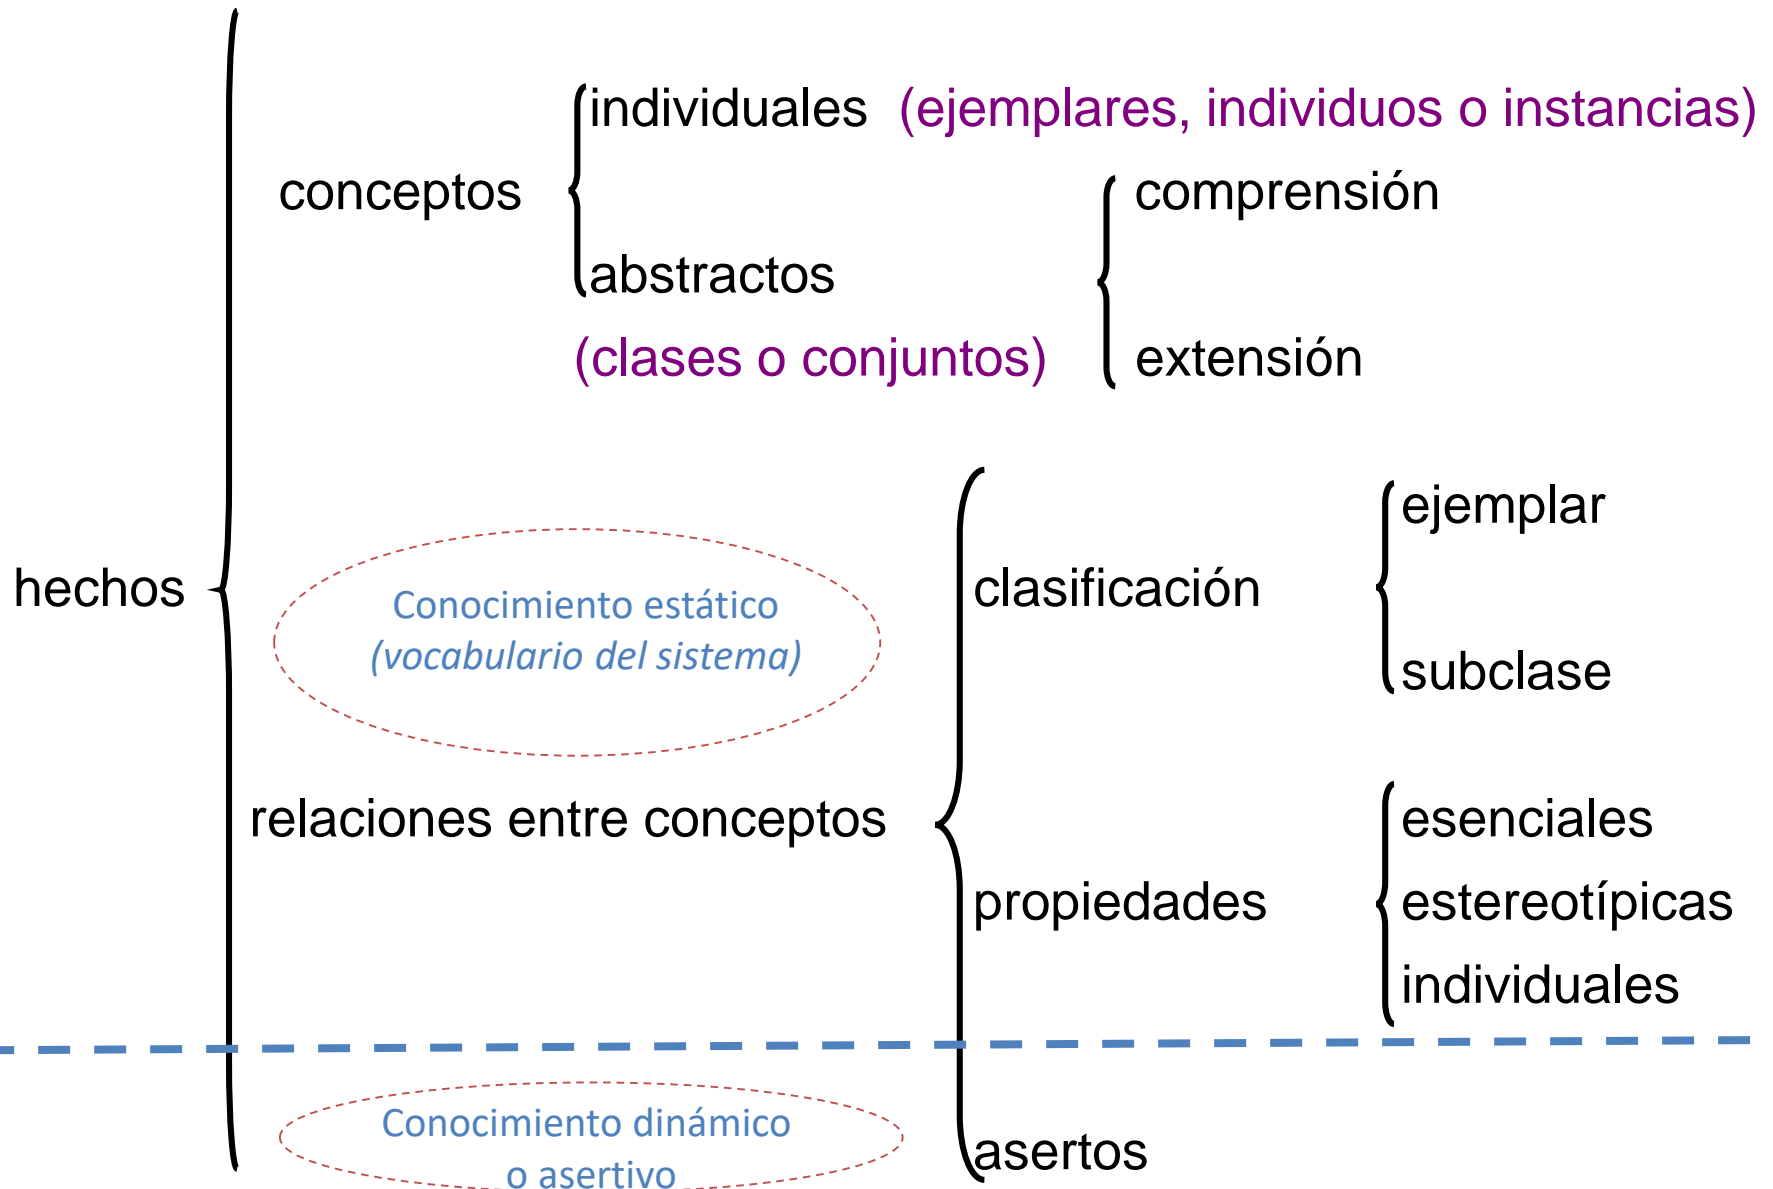 individuales (ejemplares, individuos o instancias)
conceptos
comprensión
abstractos
(clases o conjuntos)
extensión
ejemplar
hechos
Conocimiento estático
(vocabulario del sistema)
clasificación
subclase
relaciones entre conceptos
esenciales
propiedades
estereotípicas
individuales
Conocimiento dinámico
o asertivo
asertos